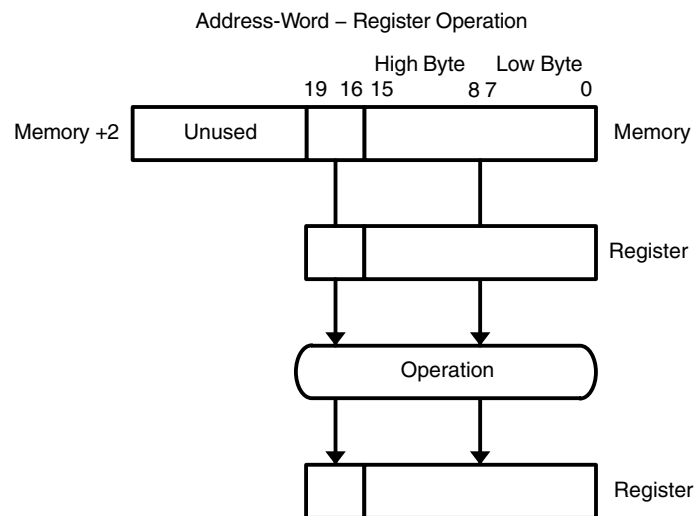 Address-Word – Register Operation
High Byte Low Byte
19 16 15 8 7 0
Memory +2 Unused Memory
Register
Operation
Register